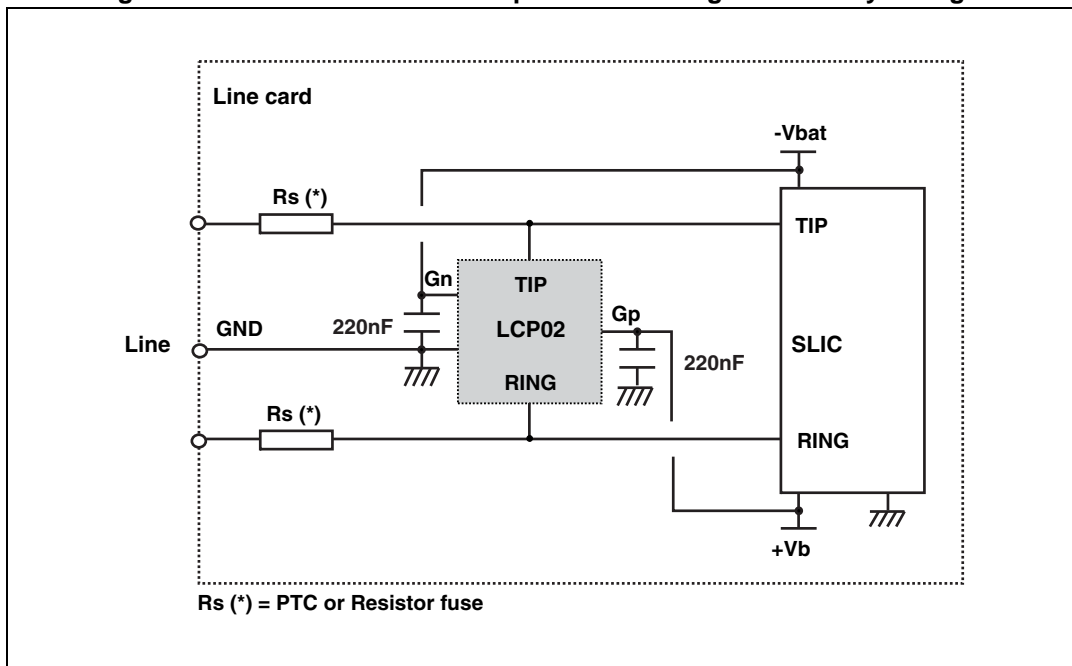 Line card
-Vbat
Rs (*)
TIP
Gn
TIP
Gp
GND
220nF
LCP02
Line
SLIC
220nF
RING
Rs (*)
RING
+Vb
Rs (*) = PTC or Resistor fuse